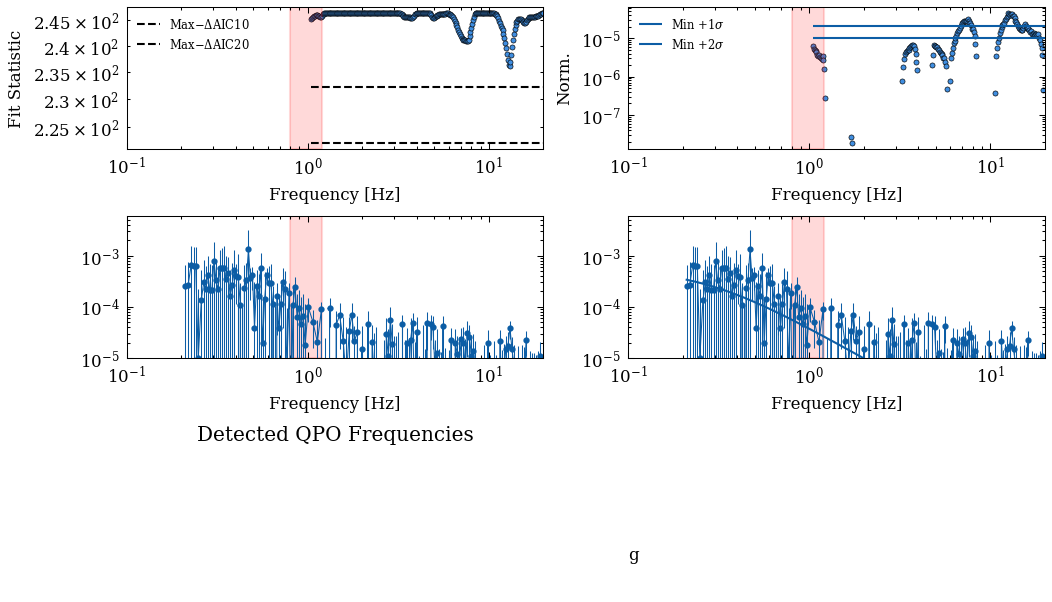 Fit Statistic
2.45 × 10²
2.4 × 10²
2.35 × 10²
2.3 × 10²
2.25 × 10²
Max−ΔAIC10
Max−ΔAIC20
10⁻¹ 10⁰ 10¹
Frequency [Hz]
Norm.
10⁻⁵
10⁻⁶
10⁻⁷
Min +1σ
Min +2σ
10⁻¹ 10⁰ 10¹
Frequency [Hz]
10⁻³
10⁻⁴
10⁻⁵
10⁻¹ 10⁰ 10¹
Frequency [Hz]
10⁻³
10⁻⁴
10⁻⁵
10⁻¹ 10⁰ 10¹
Frequency [Hz]
Detected QPO Frequencies
g